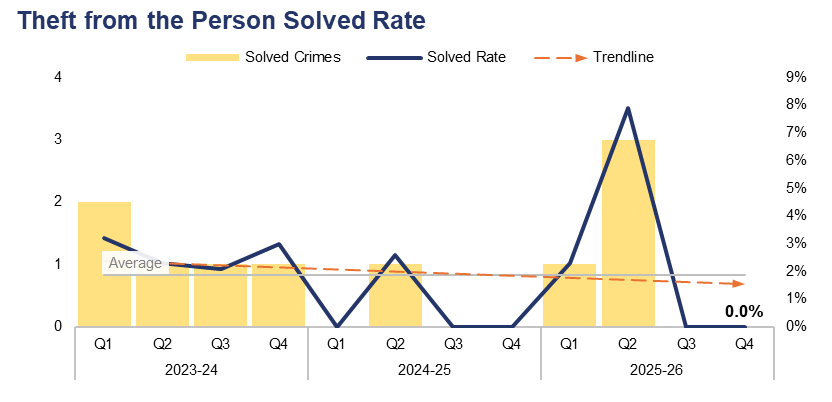 Theft from the Person Solved Rate
Solved Crimes Solved Rate Trendline
4 9%
8%
3 7%
6%
2 5%
4%
3%
1 Average 2%
1%
0.0%
0 0%
Q1 Q2 Q3 Q4 Q1 Q2 Q3 Q4 Q1 Q2 Q3 Q4
2023-24 2024-25 2025-26